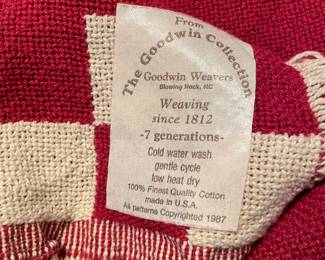 From
The Goodwin Collection
Goodwin Weavers
Blowing Rock, NC
Weaving
since 1812
-7 generations-
Cold water wash
gentle cycle
low heat dry
100% Finest Quality Cotton
made in U.S.A.
All patterns Copyrighted 1987